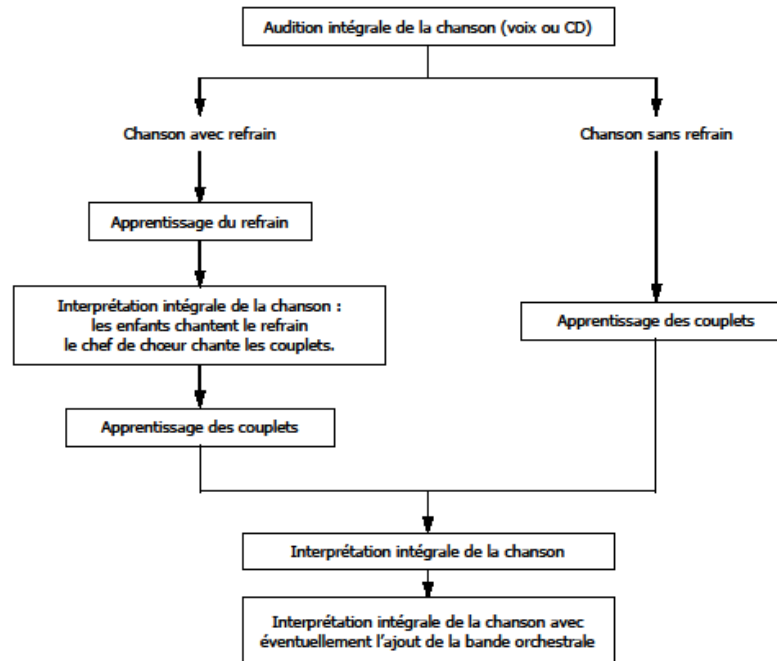 Audition intégrale de la chanson (voix ou CD)
Chanson avec refrain
Chanson sans refrain
Apprentissage du refrain
Interprétation intégrale de la chanson :
les enfants chantent le refrain
le chef de chœur chante les couplets.
Apprentissage des couplets
Apprentissage des couplets
Interprétation intégrale de la chanson
Interprétation intégrale de la chanson avec
éventuellement l'ajout de la bande orchestrale